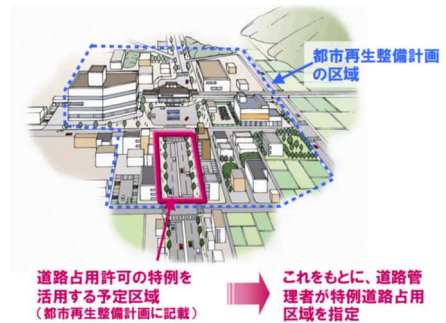 都市再生整備計画
の区域
道路占用許可の特例を
活用する予定区域
（都市再生整備計画に記載）
これをもとに、道路管
理者が特例道路占用
区域を指定